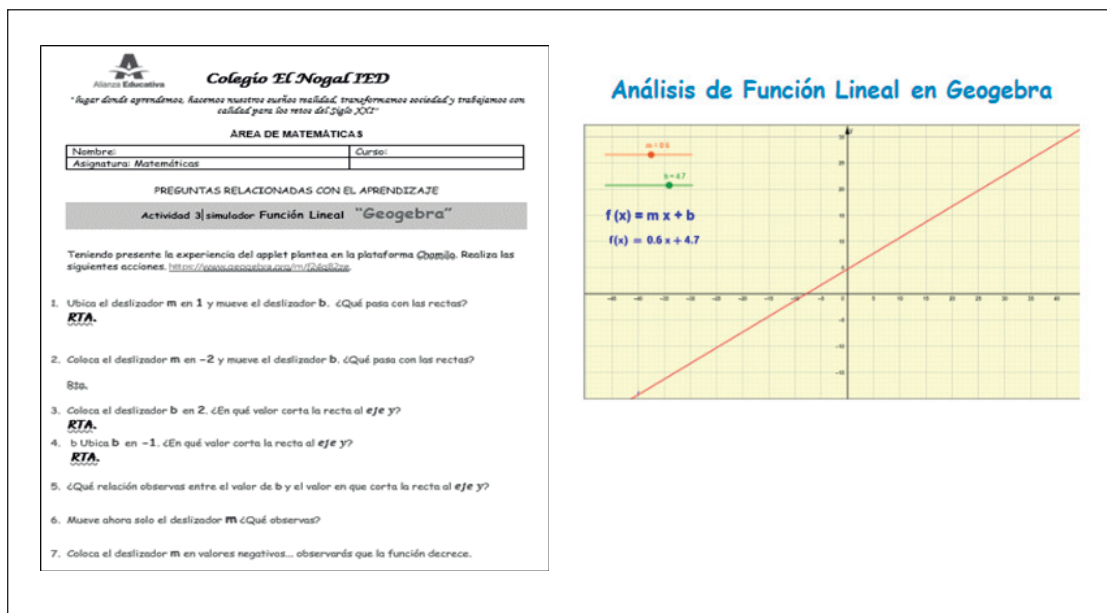 Alianza Educativa
Colegio El Nogal IED
"lugar donde aprendemos, hacemos nuestros sueños realidad, transformamos sociedad y trabajamos con
calidad para los retos del Siglo XXI"
ÁREA DE MATEMÁTICAS
Nombre: Curso:
Asignatura: Matemáticas
PREGUNTAS RELACIONADAS CON EL APRENDIZAJE
Actividad 3 simulador Función Lineal "Geogebra"
Teniendo presente la experiencia del applet plantea en la plataforma Chamilo. Realiza las
siguientes acciones.
1. Ubica el deslizador m en 1 y mueve el deslizador b. ¿Qué pasa con las rectas?
RTA.
2. Coloca el deslizador m en -2 y mueve el deslizador b. ¿Qué pasa con las rectas?
Rta.
3. Coloca el deslizador b en 2. ¿En qué valor corta la recta al eje y?
RTA.
4. b Ubica b en -1. ¿En qué valor corta la recta al eje y?
RTA.
5. ¿Qué relación observas entre el valor de b y el valor en que corta la recta al eje y?
6. Mueve ahora solo el deslizador m ¿Qué observas?
7. Coloca el deslizador m en valores negativos... observarás que la función decrece.
Análisis de Función Lineal en Geogebra
m = 0.6
b = 4.7
f (x) = m x + b
f(x) = 0.6 x + 4.7